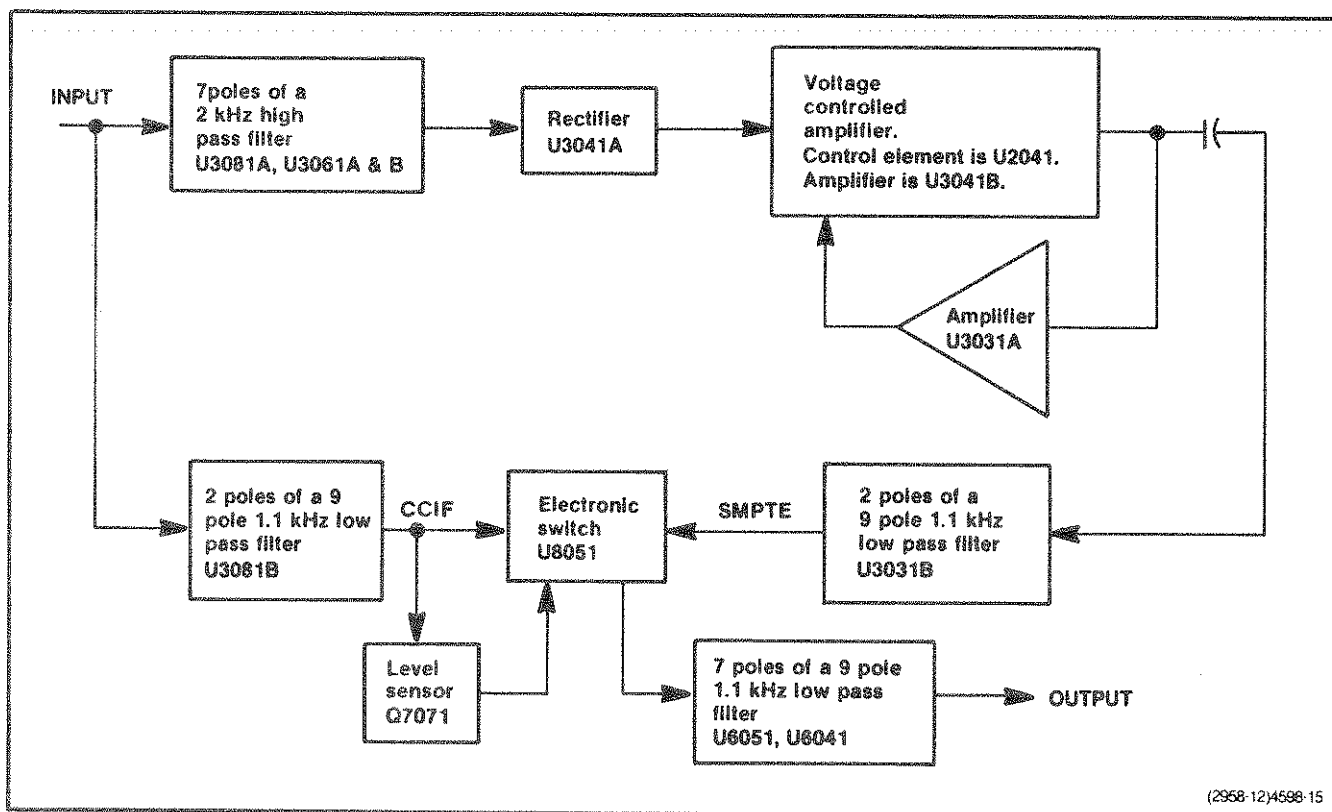 INPUT
7poles of a
2 kHz high
pass filter
U3081A, U3061A & B
Rectifier
U3041A
Voltage
controlled
amplifier.
Control element is U2041.
Amplifier is U3041B.
Amplifier
U3031A
2 poles of a 9
pole 1.1 kHz low
pass filter
U3081B
CCIF
Electronic
switch
U8051
SMPTE
2 poles of a
9 pole 1.1 kHz
low pass filter
U3031B
Level
sensor
Q7071
7 poles of a 9 pole
1.1 kHz low pass
filter
U6051, U6041
OUTPUT
(2958-12)4598-15